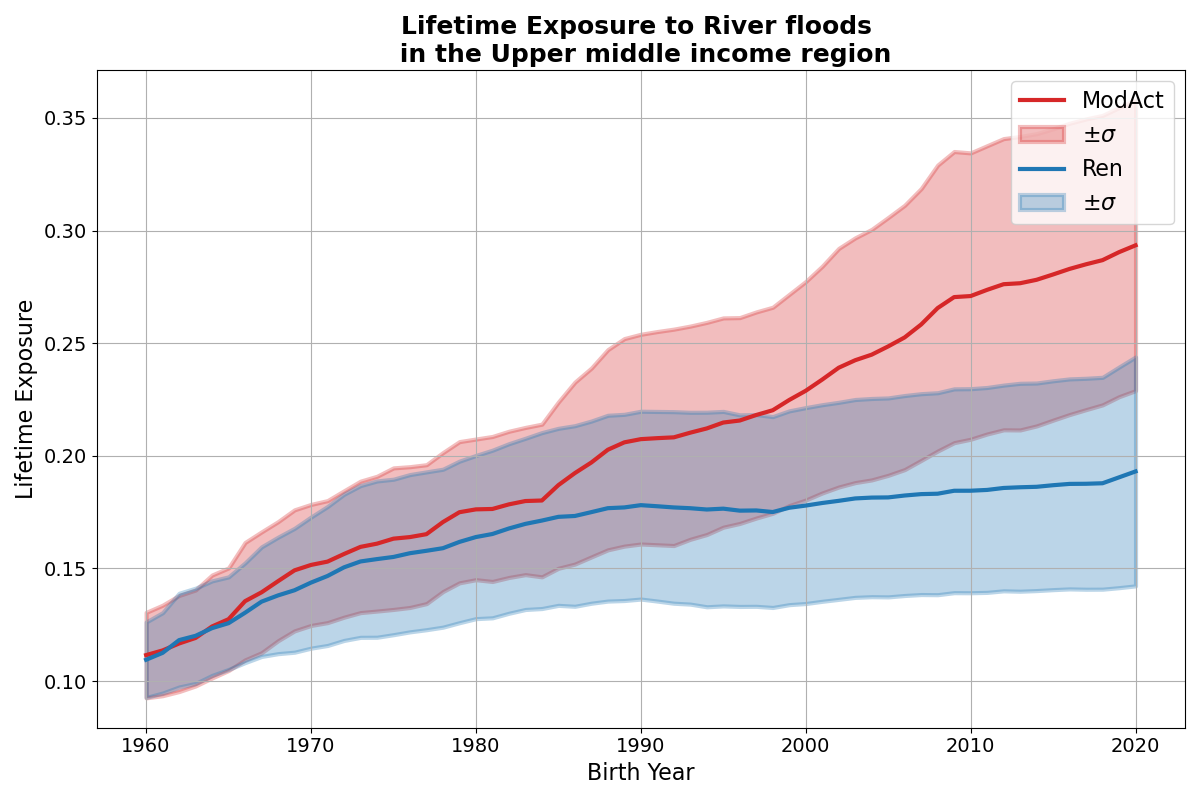 Lifetime Exposure to River floods
in the Upper middle income region
Lifetime Exposure
0.35
0.30
0.25
0.20
0.15
0.10
ModAct
±σ
Ren
±σ
1960 1970 1980 1990 2000 2010 2020
Birth Year